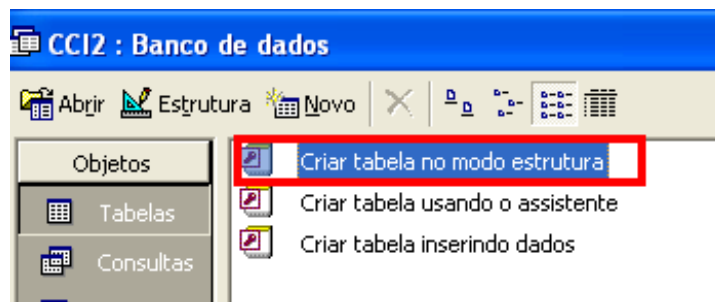 CCI2 : Banco de dados
Abrir Estrutura Novo
Objetos
Tabelas
Consultas
Criar tabela no modo estrutura
Criar tabela usando o assistente
Criar tabela inserindo dados